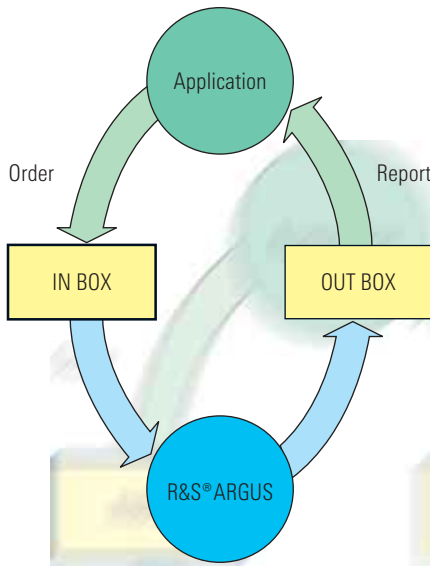 Application
Order
Report
IN BOX
OUT BOX
R&S® ARGUS